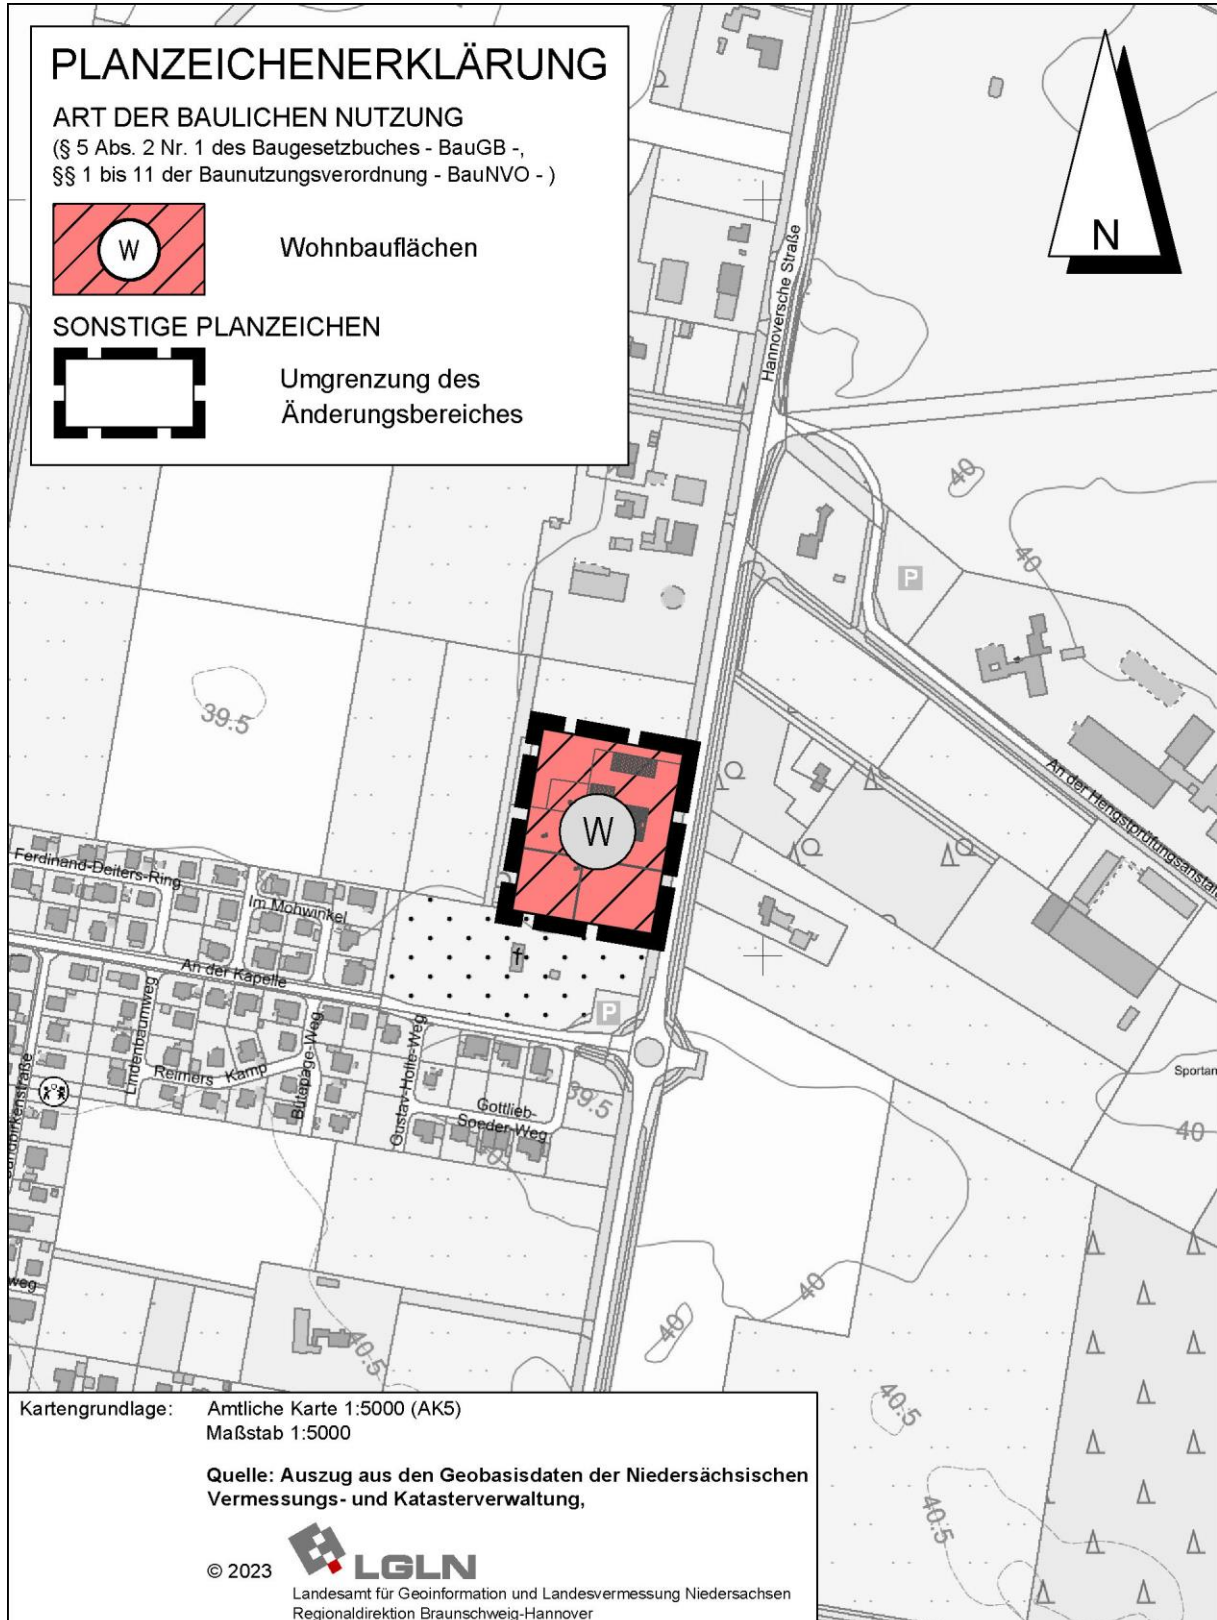 PLANZEICHENERKLÄRUNG
ART DER BAULICHEN NUTZUNG
(§ 5 Abs. 2 Nr. 1 des Baugesetzbuches - BauGB -,
§§ 1 bis 11 der Baunutzungsverordnung - BauNVO - )
W
Wohnbauflächen
SONSTIGE PLANZEICHEN
Umgrenzung des
Änderungsbereiches
N
Hannoversche Straße
40
40
P
39.5
An der Hengstprüfungsanstalt
W
Ferdinand-Deiters-Ring
Im Mohwinkel
An der Kapelle
P
Lindenbaumweg
Reimers Kamp
Bütepage-Weg
Gustav-Holte-Weg
Gottlieb-
Soeder-Weg
39.5
40
Sportan
40
40
40
40.5
weg
40.5
40.5
Kartengrundlage:
Amtliche Karte 1:5000 (AK5)
Maßstab 1:5000
Quelle: Auszug aus den Geobasisdaten der Niedersächsischen
Vermessungs- und Katasterverwaltung,
© 2023
LGLN
Landesamt für Geoinformation und Landesvermessung Niedersachsen
Regionaldirektion Braunschweig-Hannover